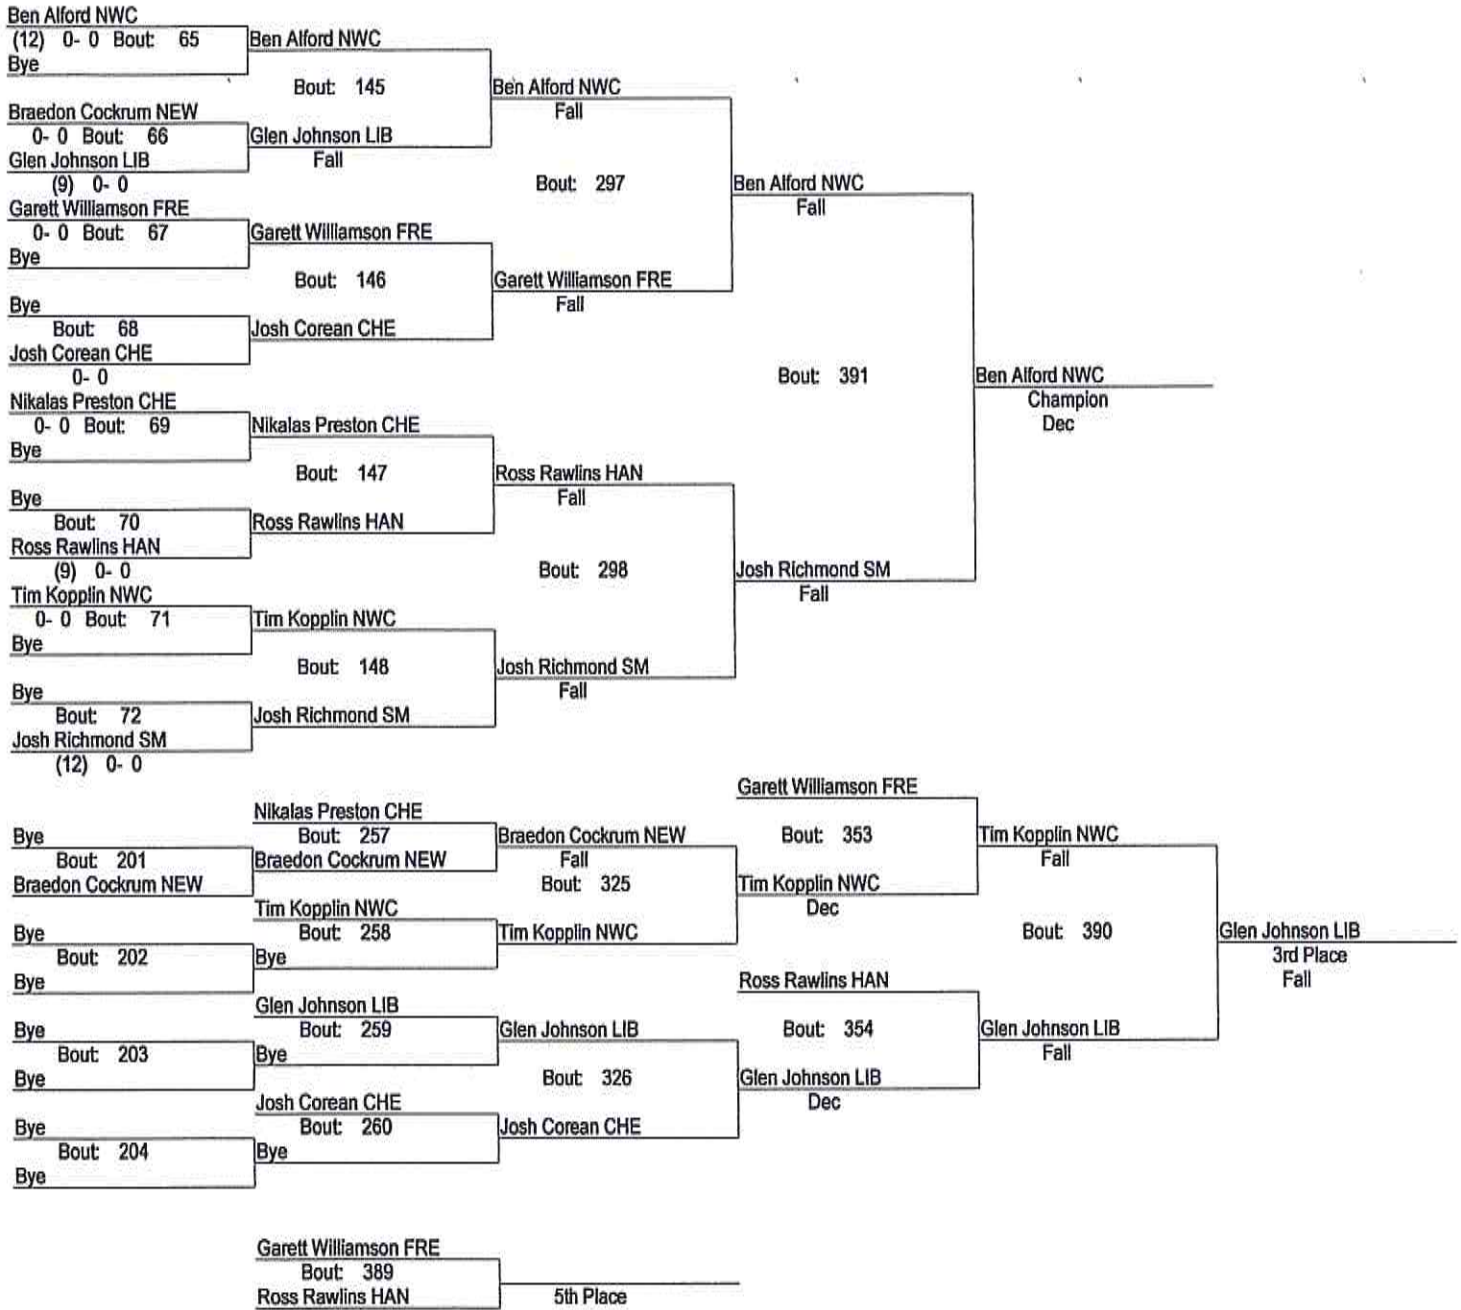 Ben Alford NWC
(12) 0- 0 Bout: 65
Bye
Braedon Cockrum NEW
0- 0 Bout: 66
Glen Johnson LIB
(9) 0- 0
Garett Williamson FRE
0- 0 Bout: 67
Bye
Bye
Bout: 68
Josh Corean CHE
0- 0
Nikalas Preston CHE
0- 0 Bout: 69
Bye
Bye
Bout: 70
Ross Rawlins HAN
(9) 0- 0
Tim Kopplin NWC
0- 0 Bout: 71
Bye
Bye
Bout: 72
Josh Richmond SM
(12) 0- 0
Ben Alford NWC
Bout: 145
Glen Johnson LIB
Fall
Garett Williamson FRE
Bout: 146
Josh Corean CHE
Nikalas Preston CHE
Bout: 147
Ross Rawlins HAN
Tim Kopplin NWC
Bout: 148
Josh Richmond SM
Ben Alford NWC
Fall
Bout: 297
Garett Williamson FRE
Fall
Ross Rawlins HAN
Fall
Bout: 298
Josh Richmond SM
Fall
Ben Alford NWC
Fall
Bout: 391
Josh Richmond SM
Fall
Ben Alford NWC
Champion
Dec
Bye
Bout: 201
Braedon Cockrum NEW
Bye
Bout: 202
Bye
Bye
Bout: 203
Bye
Bye
Bout: 204
Bye
Nikalas Preston CHE
Bout: 257
Braedon Cockrum NEW
Tim Kopplin NWC
Bout: 258
Bye
Glen Johnson LIB
Bout: 259
Bye
Josh Corean CHE
Bout: 260
Bye
Braedon Cockrum NEW
Fall
Bout: 325
Tim Kopplin NWC
Glen Johnson LIB
Bout: 326
Josh Corean CHE
Garett Williamson FRE
Bout: 353
Tim Kopplin NWC
Dec
Ross Rawlins HAN
Bout: 354
Glen Johnson LIB
Dec
Tim Kopplin NWC
Fall
Bout: 390
Glen Johnson LIB
Fall
Glen Johnson LIB
3rd Place
Fall
Garett Williamson FRE
Bout: 389
Ross Rawlins HAN
5th Place